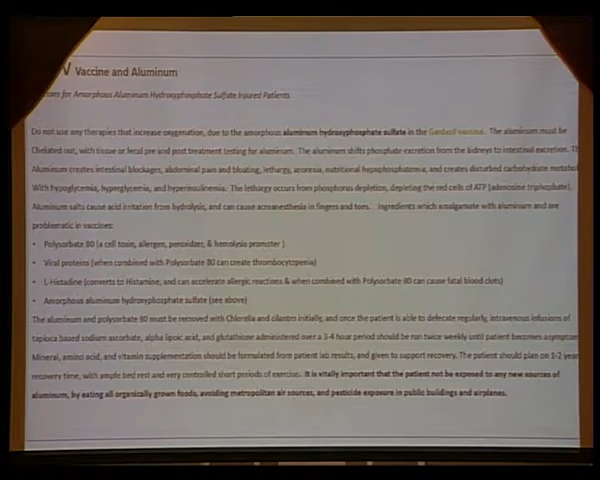 V Vaccine and Aluminum
for Amorphous Aluminum Hydroxyphosphate Sulfate Injured Patients
Do not use any therapies that increase oxygenation, due to the amorphous aluminum hydroxyphosphate sulfate in the Gardasil vaccine. The aluminum must be
Chelated out, with tissue or fecal pre and post treatment testing for aluminum. The aluminum shifts phosphate excretion from the kidneys to intestinal excretion.
Aluminum creates intestinal blockages, abdominal pain and bloating, lethargy, anorexia, nutritional hypophosphatemia, and creates disturbed carbohydrate metabol
With hypoglycemia, hyperglycemia, and hyperinsulinemia. The lethargy occurs from phosphorus depletion, depleting the red cells of ATP (adenosine triphosphate).
Aluminum salts cause acid irritation from hydrolysis, and can cause acroanesthesia in fingers and toes. Ingredients which amalgamate with aluminum and are
problematic in vaccines:
• Polysorbate 80 (a cell toxin, allergen, peroxidizer, & hemolysis promoter )
• Viral proteins (when combined with Polysorbate 80 can create thrombocytopenia)
• L-Histadine (converts to Histamine, and can accelerate allergic reactions & when combined with Polysorbate 80 can cause fatal blood clots)
• Amorphous aluminum hydroxyphosphate sulfate (see above)
The aluminum and polysorbate 80 must be removed with Chlorella and cilantro initially, and once the patient is able to defecate regularly, intravenous infusions of
tapioca based sodium ascorbate, alpha lipoic acid, and glutathione administered over a 3-4 hour period should be run twice weekly until patient becomes asymptom
Mineral, amino acid, and vitamin supplementation should be formulated from patient lab results, and given to support recovery. The patient should plan on 1-2 year
recovery time, with ample bed rest and very controlled short periods of exercise. It is vitally important that the patient not be exposed to any new sources of
aluminum, by eating all organically grown foods, avoiding metropolitan air sources, and pesticide exposure in public buildings and airplanes.